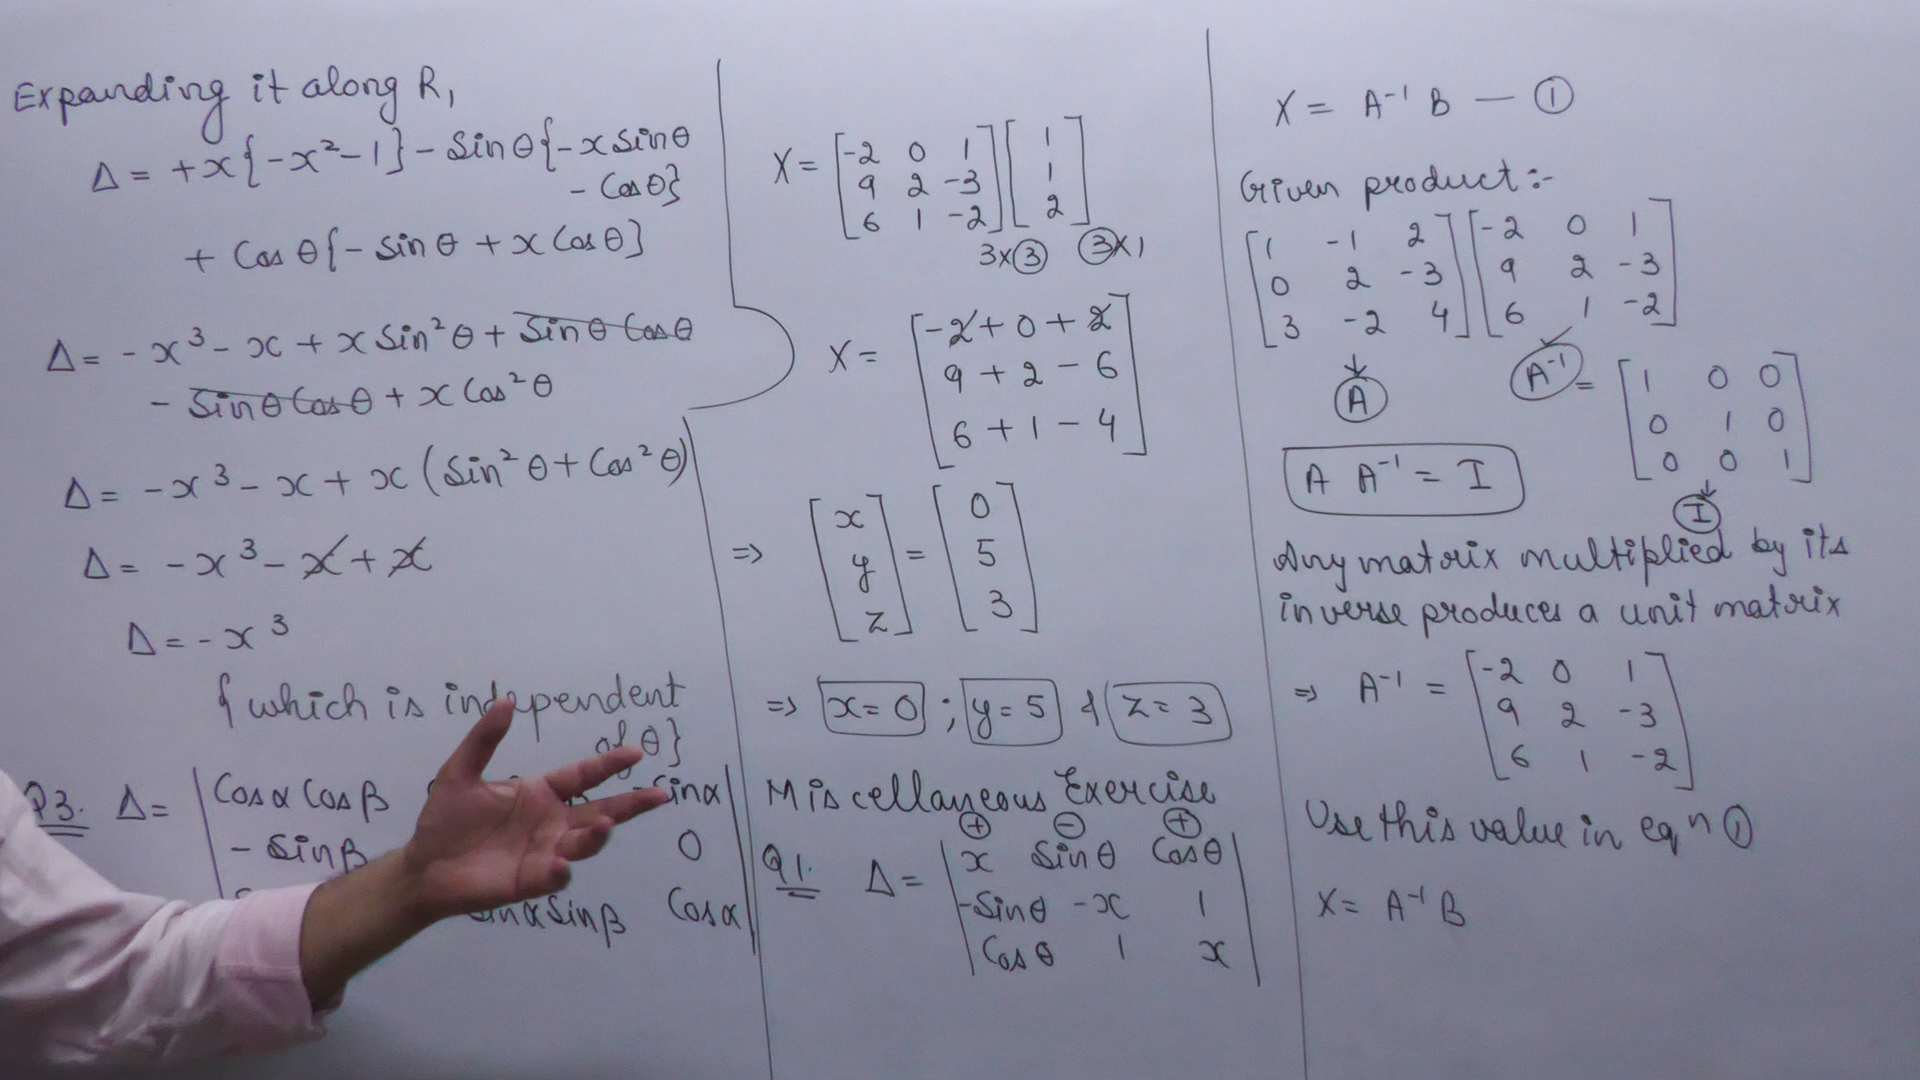 Expanding it along R₁
Δ = +x{-x²-1} - Sinθ{-x Sinθ
- Cosθ}
+ Cosθ{- Sinθ + x Cosθ}
Δ = -x³ - x + x Sin²θ + Sinθ Cosθ
- Sinθ Cosθ + x Cos²θ
Δ = -x³ - x + x (Sin²θ + Cos²θ)
Δ = -x³ - x + x
Δ = -x³
{ which is independent
of θ}
Q3. Δ = | Cosα Cosβ -Sinα |
| - Sinβ 0 |
| Sinα Sinβ Cosα |
X = [-2 0 1] [1]
[9 2 -3] [1]
[6 1 -2] [2]
3×3 3×1
X = [-2 + 0 + 2]
[9 + 2 - 6]
[6 + 1 - 4]
⇒ [x] = [0]
[y] [5]
[z] [3]
⇒ x = 0 ; y = 5 & z = 3
Miscellaneous Exercise
+ - +
Q1. Δ = | x Sinθ Cosθ |
| -Sinθ -x 1 |
| Cosθ 1 x |
X = A⁻¹ B — ①
Given product:-
[1 -1 2] [-2 0 1]
[0 2 -3] [9 2 -3]
[3 -2 4] [6 1 -2]
A A⁻¹ = [1 0 0]
[0 1 0]
[0 0 1]
I
A A⁻¹ = I
Any matrix multiplied by its
inverse produces a unit matrix
⇒ A⁻¹ = [-2 0 1]
[9 2 -3]
[6 1 -2]
Use this value in eqⁿ ①
X = A⁻¹ B